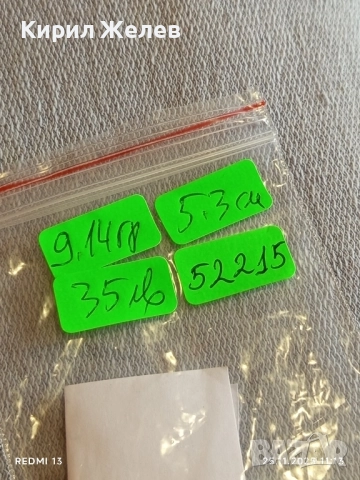 Кирил Желев
9.14гр
5.3см
35лв
52215
REDMI 13